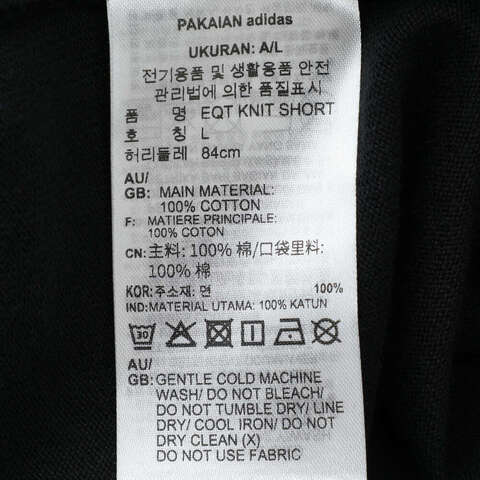 PAKAIAN adidas
UKURAN: A/L
전기용품 및 생활용품 안전
관리법에 의한 품질표시
품 명 EQT KNIT SHORT
호 칭 L
허리둘레 84cm
AU/
GB: MAIN MATERIAL:
100% COTTON
F: MATIERE PRINCIPALE:
100% COTON
CN: 主料: 100% 棉/口袋里料:
100% 棉
KOR: 주소재: 면 100%
IND: MATERIAL UTAMA: 100% KATUN
30
AU/
GB: GENTLE COLD MACHINE
WASH/ DO NOT BLEACH/
DO NOT TUMBLE DRY/ LINE
DRY/ COOL IRON/ DO NOT
DRY CLEAN (X)
DO NOT USE FABRIC